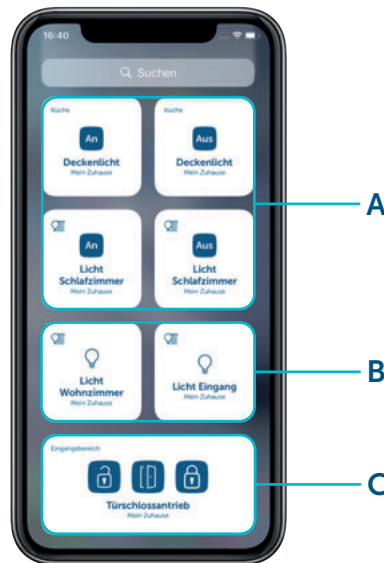 16:40
Suchen
Küche
An
Deckenlicht
Mein Zuhause
Küche
Aus
Deckenlicht
Mein Zuhause
A
An
Licht
Schlafzimmer
Mein Zuhause
Aus
Licht
Schlafzimmer
Mein Zuhause
Licht
Wohnzimmer
Mein Zuhause
Licht Eingang
Mein Zuhause
B
Eingangsbereich
Türschlossantrieb
Mein Zuhause
C